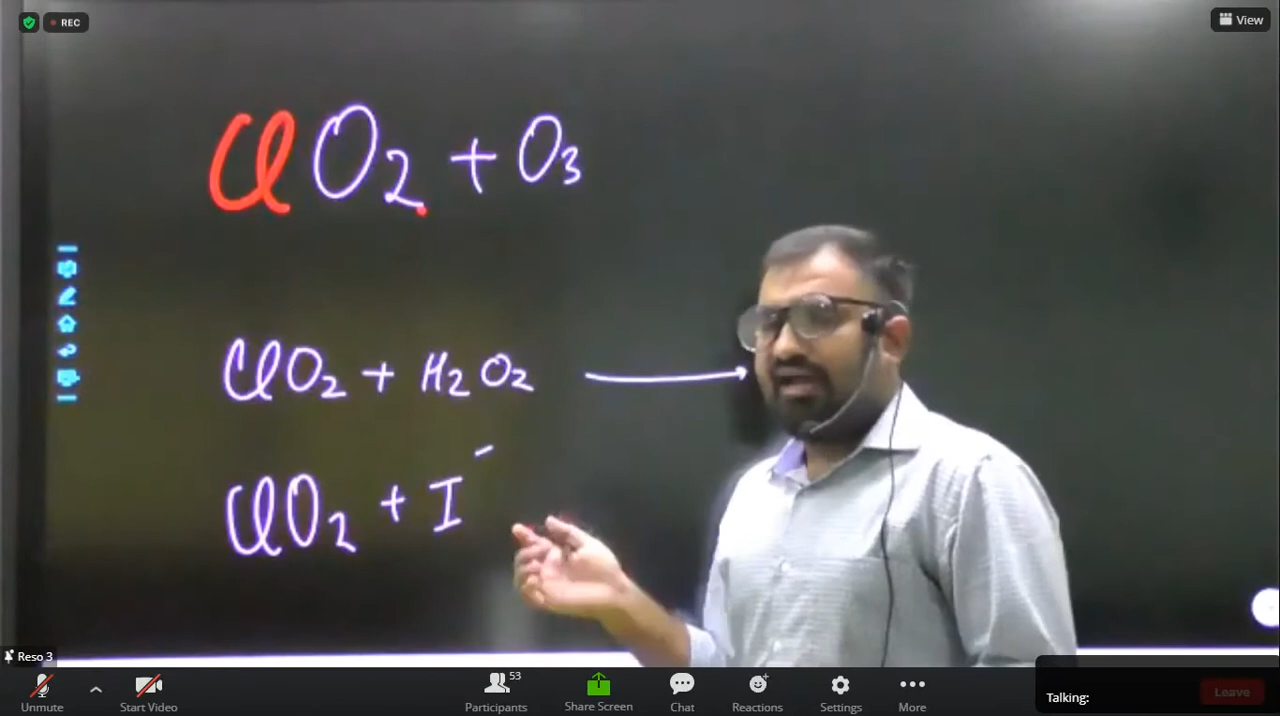 REC
View
ClO2 + O3
ClO2 + H2O2 →
ClO2 + I⁻
Reso 3
Unmute
Start Video
Participants 53
Share Screen
Chat
Reactions
Settings
More
Talking:
Leave